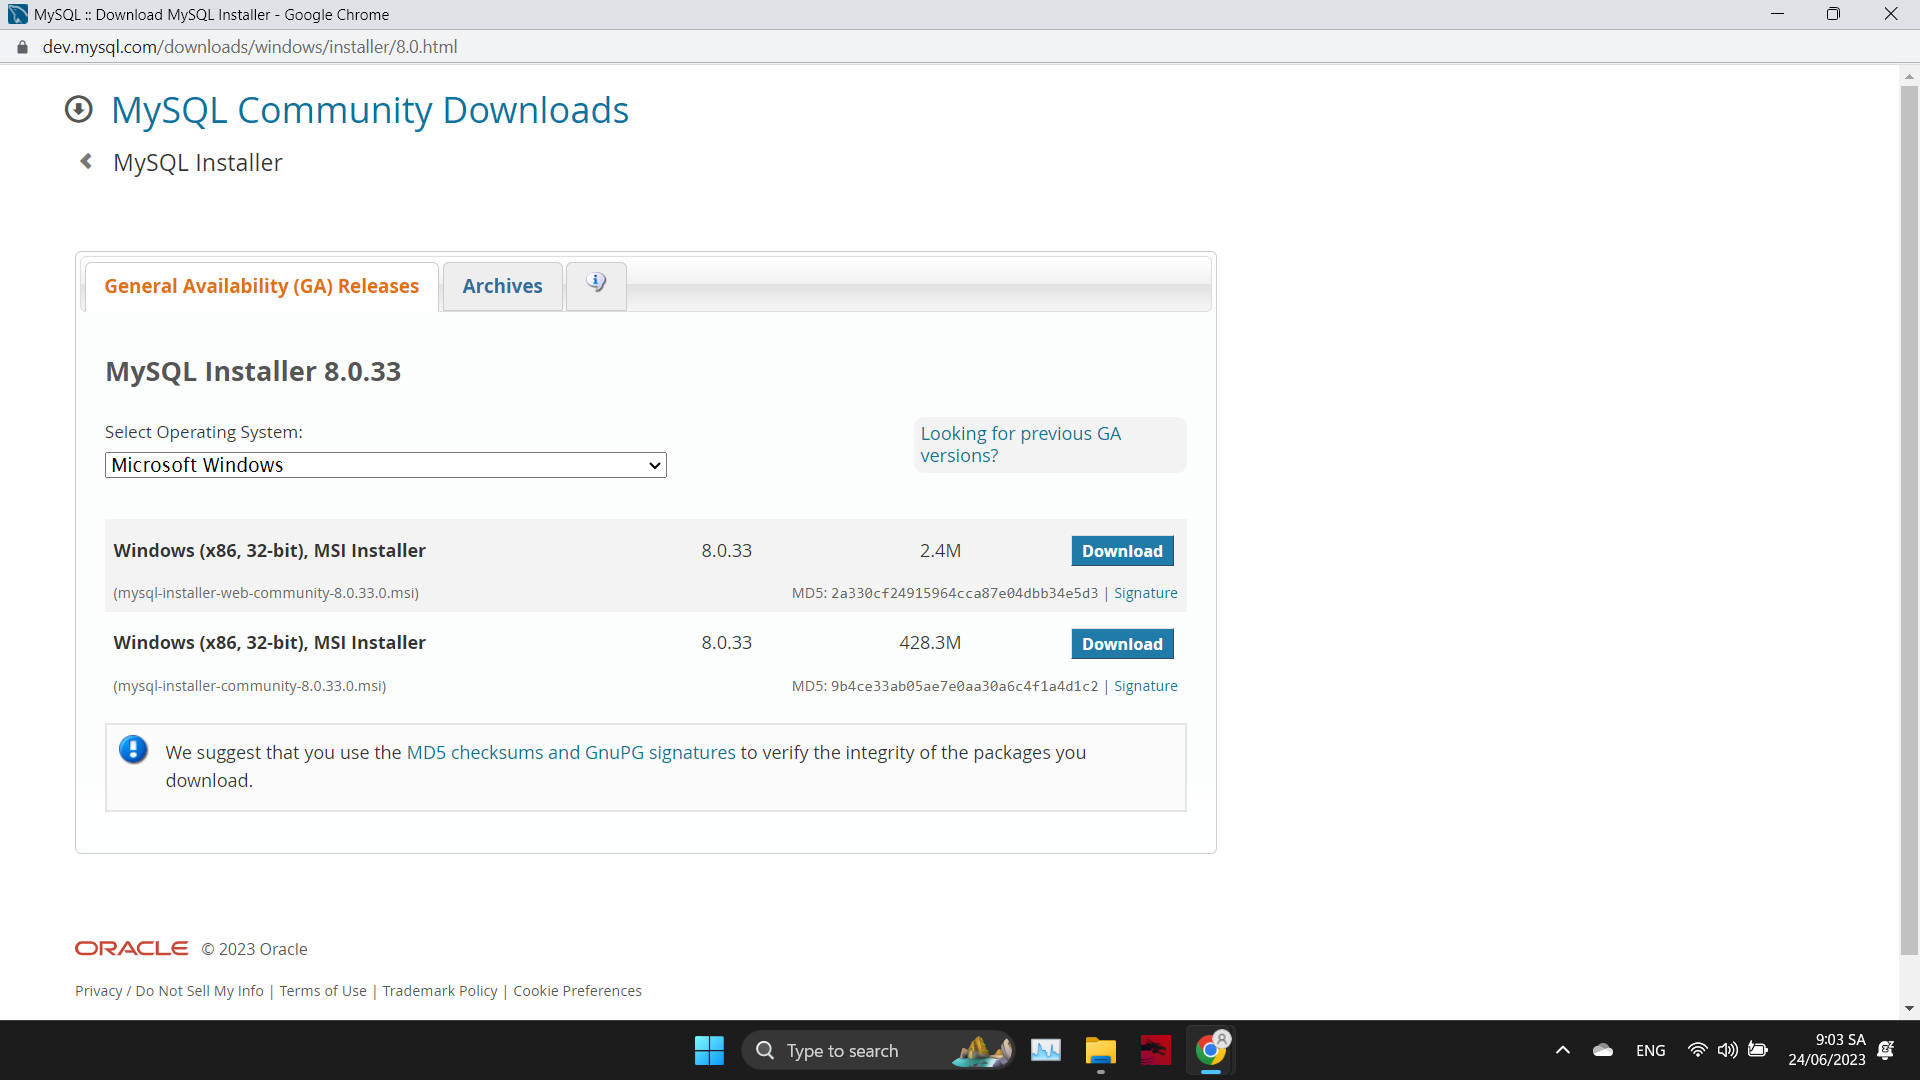 MySQL :: Download MySQL Installer - Google Chrome
dev.mysql.com/downloads/windows/installer/8.0.html
MySQL Community Downloads
MySQL Installer
General Availability (GA) Releases
Archives
MySQL Installer 8.0.33
Select Operating System:
Microsoft Windows
Looking for previous GA
versions?
Windows (x86, 32-bit), MSI Installer 8.0.33 2.4M Download
(mysql-installer-web-community-8.0.33.0.msi) MD5: 2a330cf24915964cca87e04dbb34e5d3 | Signature
Windows (x86, 32-bit), MSI Installer 8.0.33 428.3M Download
(mysql-installer-community-8.0.33.0.msi) MD5: 9b4ce33ab05ae7e0aa30a6c4f1a4d1c2 | Signature
We suggest that you use the MD5 checksums and GnuPG signatures to verify the integrity of the packages you
download.
ORACLE © 2023 Oracle
Privacy / Do Not Sell My Info | Terms of Use | Trademark Policy | Cookie Preferences
Type to search
ENG
9:03 SA
24/06/2023